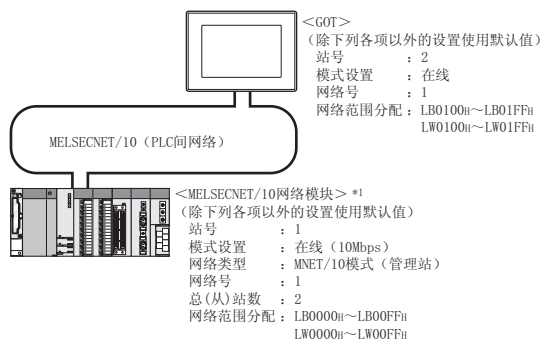 <GOT>
(除下列各项以外的设置使用默认值)
站号 : 2
模式设置 : 在线
网络号 : 1
网络范围分配 : LB0100H～LB01FFH
LW0100H～LW01FFH
MELSECNET/10(PLC间网络)
<MELSECNET/10网络模块> *1
(除下列各项以外的设置使用默认值)
站号 : 1
模式设置 : 在线(10Mbps)
网络类型 : MNET/10模式(管理站)
网络号 : 1
总(从)站数 : 2
网络范围分配 : LB0000H～LB00FFH
LW0000H～LW00FFH